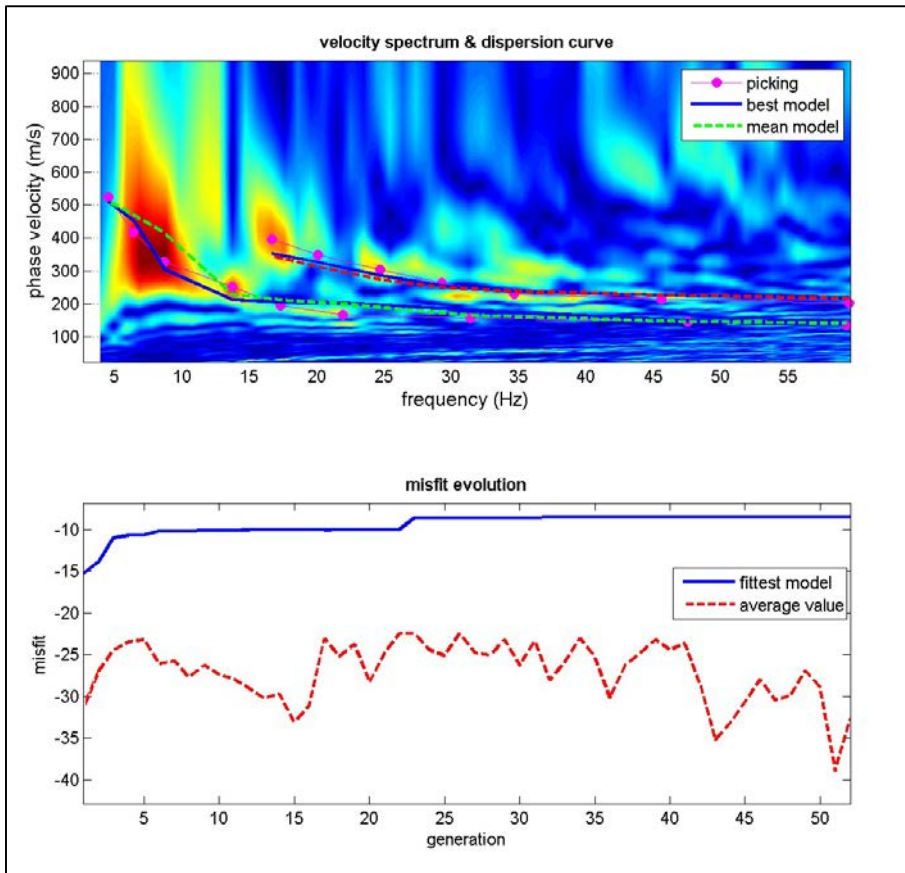 velocity spectrum & dispersion curve
900
800
700
600
500
400
300
200
100
phase velocity (m/s)
picking
best model
mean model
5 10 15 20 25 30 35 40 45 50 55
frequency (Hz)
misfit evolution
-10
-15
-20
-25
-30
-35
-40
misfit
fittest model
average value
5 10 15 20 25 30 35 40 45 50
generation